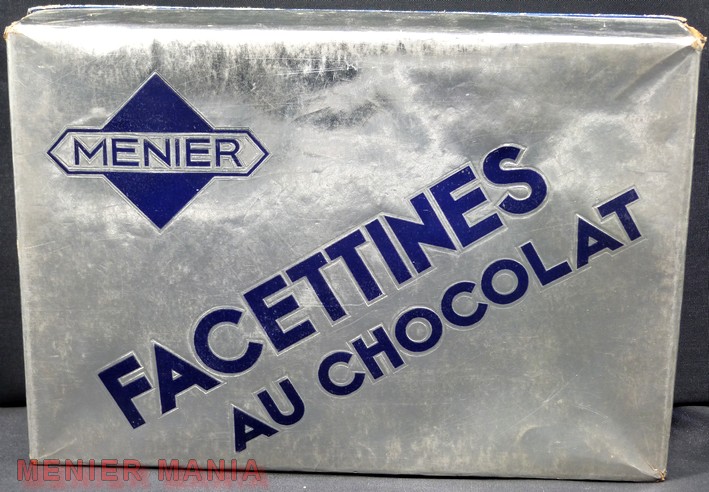 MENIER
FACETTINES
AU CHOCOLAT
MENIER MANIA